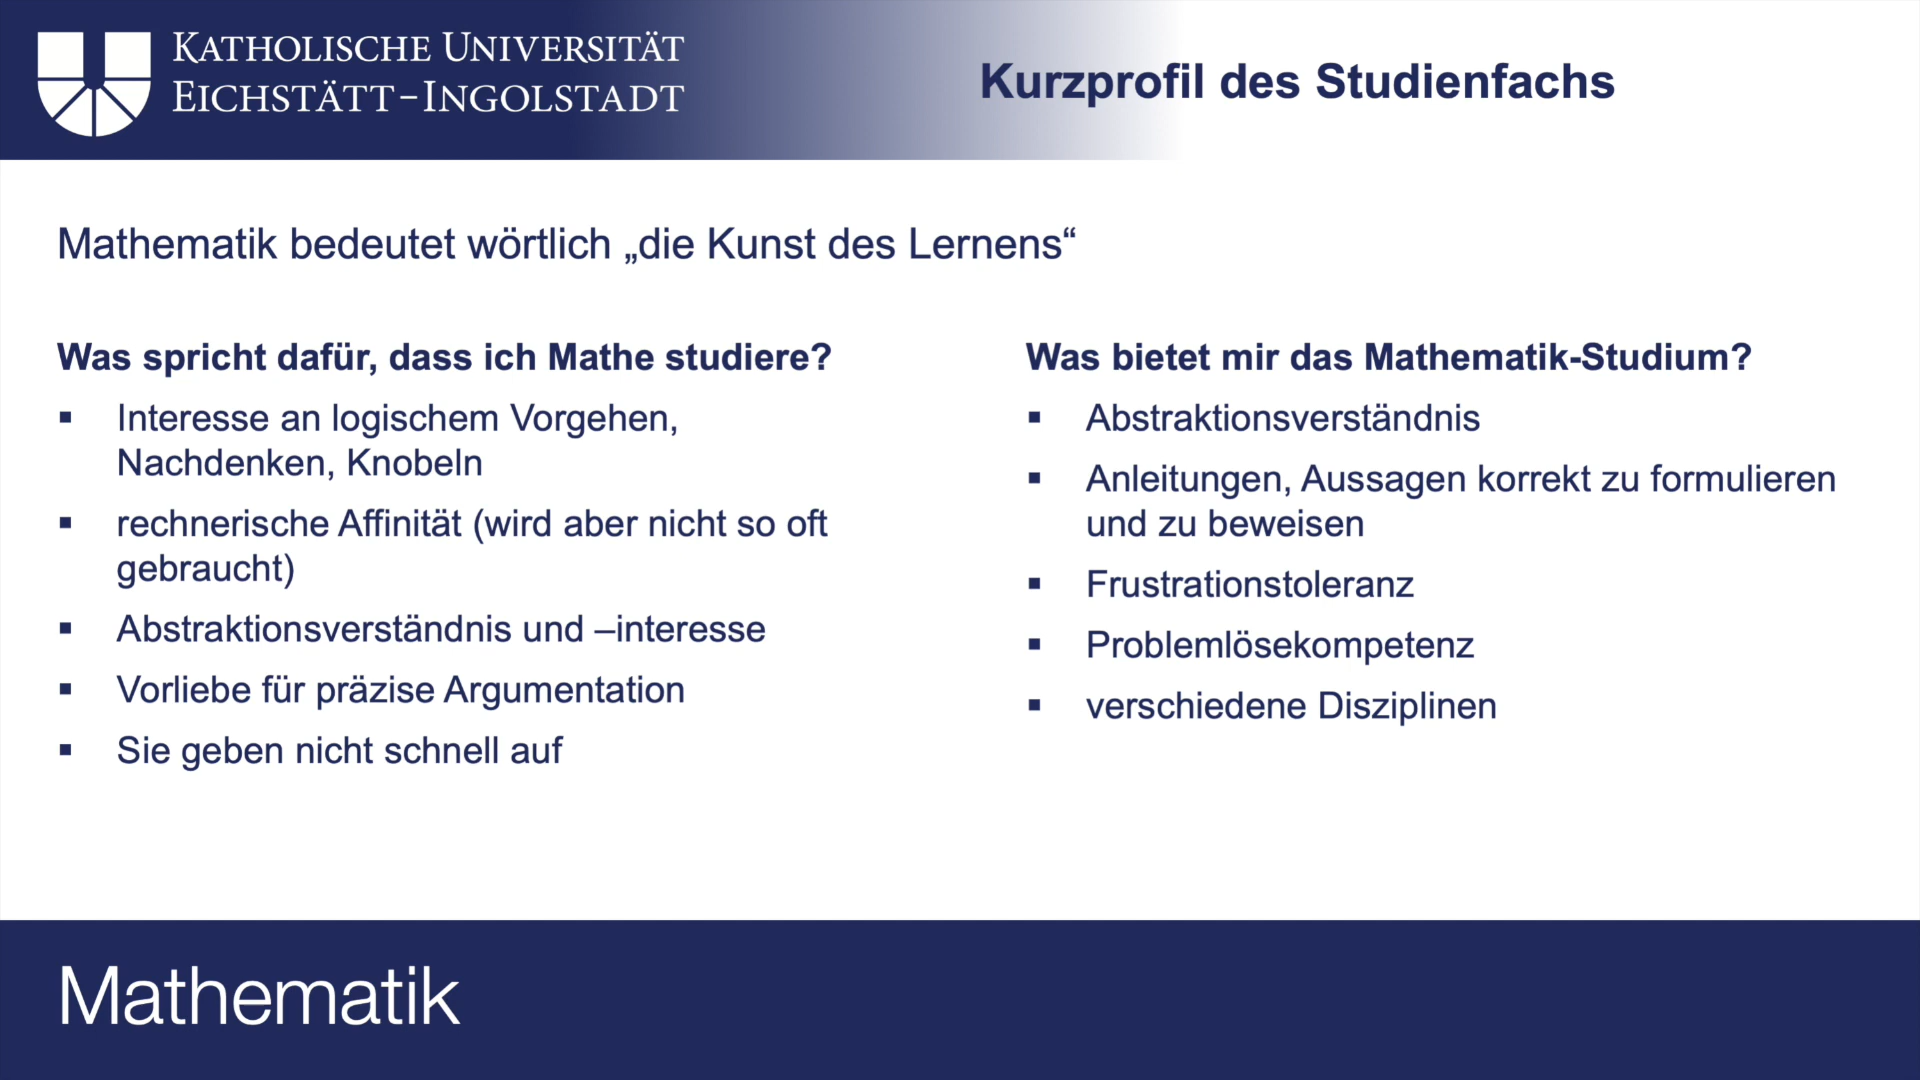 KATHOLISCHE UNIVERSITÄT
EICHSTÄTT-INGOLSTADT
Kurzprofil des Studienfachs
Mathematik bedeutet wörtlich „die Kunst des Lernens“
Was spricht dafür, dass ich Mathe studiere?
▪ Interesse an logischem Vorgehen,
Nachdenken, Knobeln
▪ rechnerische Affinität (wird aber nicht so oft
gebraucht)
▪ Abstraktionsverständnis und –interesse
▪ Vorliebe für präzise Argumentation
▪ Sie geben nicht schnell auf
Was bietet mir das Mathematik-Studium?
▪ Abstraktionsverständnis
▪ Anleitungen, Aussagen korrekt zu formulieren
und zu beweisen
▪ Frustrationstoleranz
▪ Problemlösekompetenz
▪ verschiedene Disziplinen
Mathematik